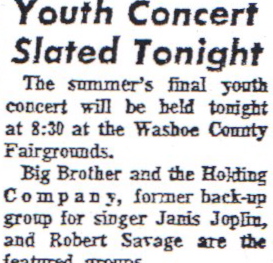 Youth Concert
Slated Tonight
The summer's final youth
concert will be held tonight
at 8:30 at the Washoe County
Fairgrounds.
Big Brother and the Holding
Company, former back-up
group for singer Janis Joplin,
and Robert Savage are the
featured groups.